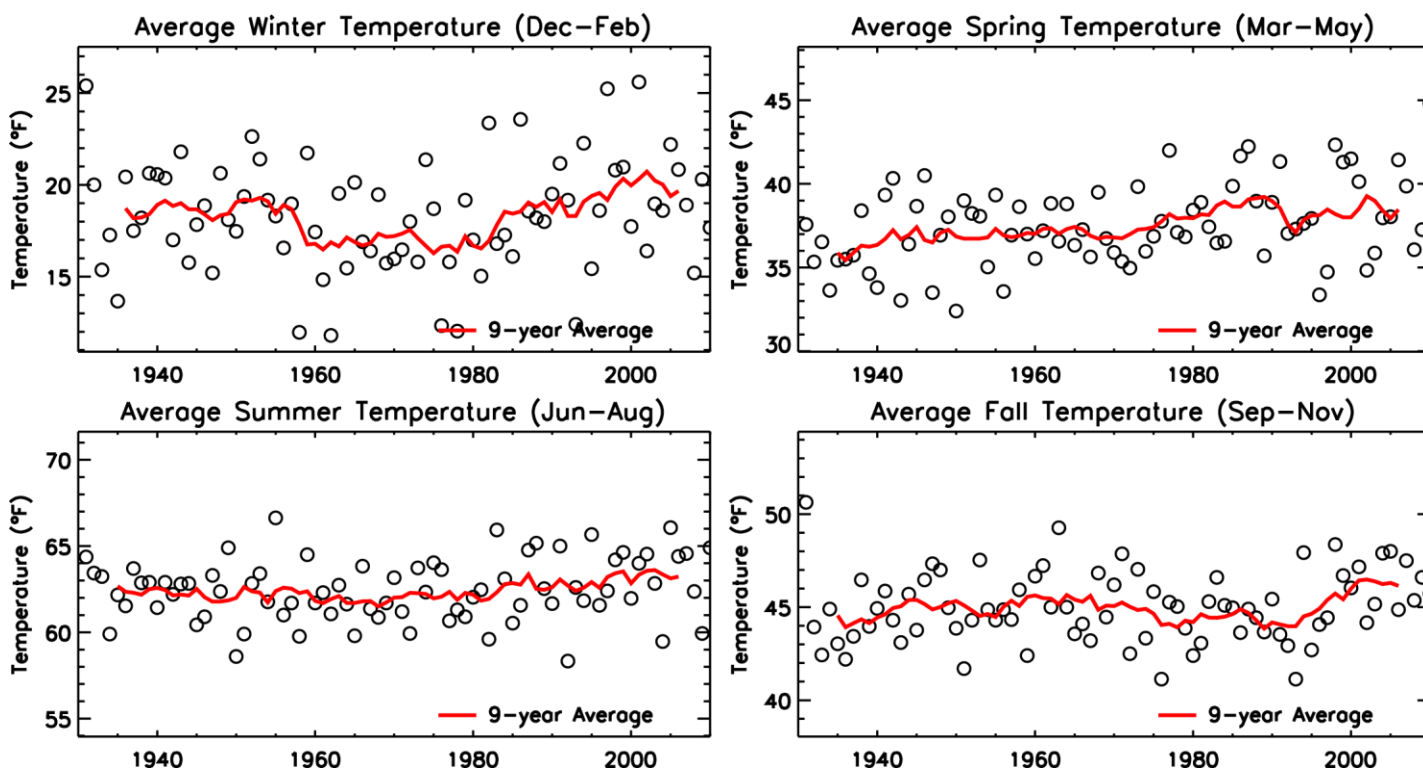 Average Winter Temperature (Dec–Feb)
Temperature (°F)
25
20
15
9–year Average
1940
1960
1980
2000
Average Spring Temperature (Mar–May)
Temperature (°F)
45
40
35
30
9–year Average
1940
1960
1980
2000
Average Summer Temperature (Jun–Aug)
Temperature (°F)
70
65
60
55
9–year Average
1940
1960
1980
2000
Average Fall Temperature (Sep–Nov)
Temperature (°F)
50
45
40
9–year Average
1940
1960
1980
2000